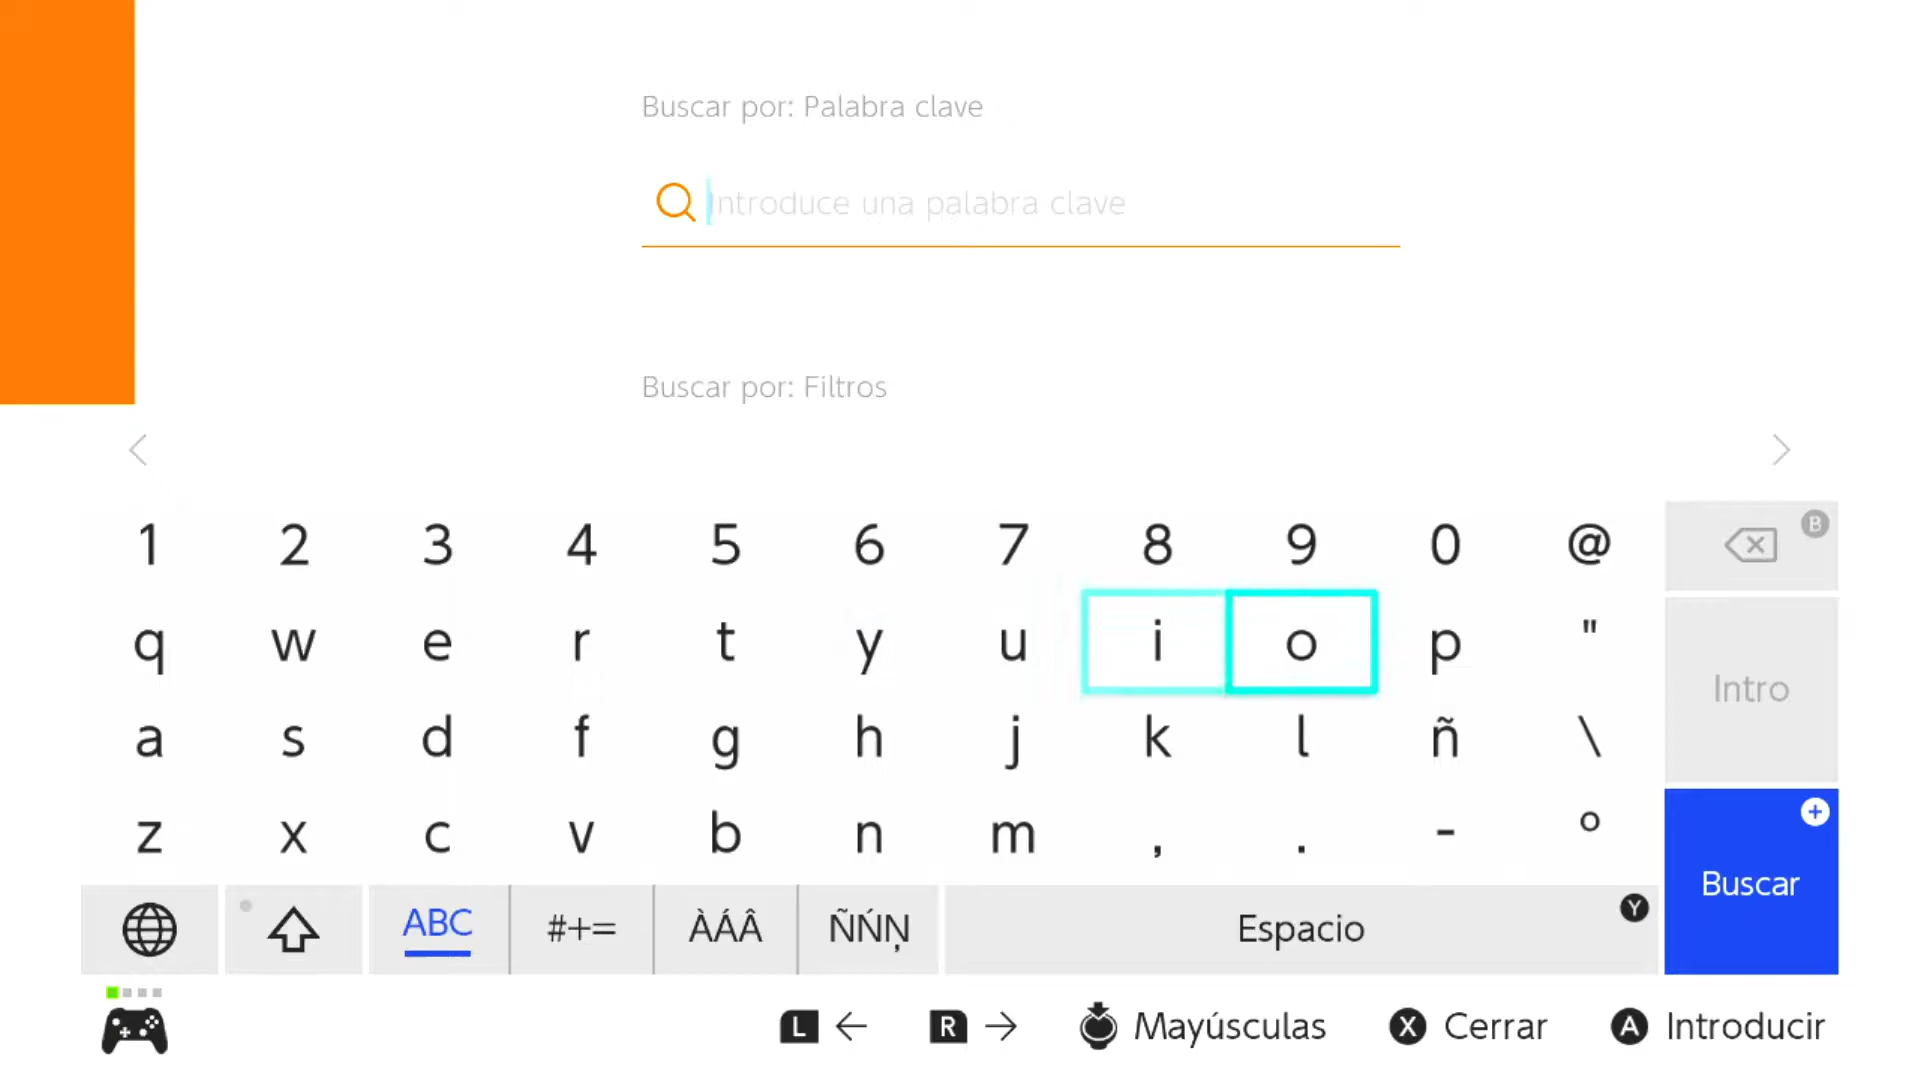 Buscar por: Palabra clave
Introduce una palabra clave
Buscar por: Filtros
1 2 3 4 5 6 7 8 9 0 @
B
q w e r t y u i o p "
Intro
a s d f g h j k l ñ \
z x c v b n m , . - º
+
Buscar
ABC #+= ÀÁÂ ÑŃŅ Espacio Y
L ← R → Mayúsculas X Cerrar A Introducir